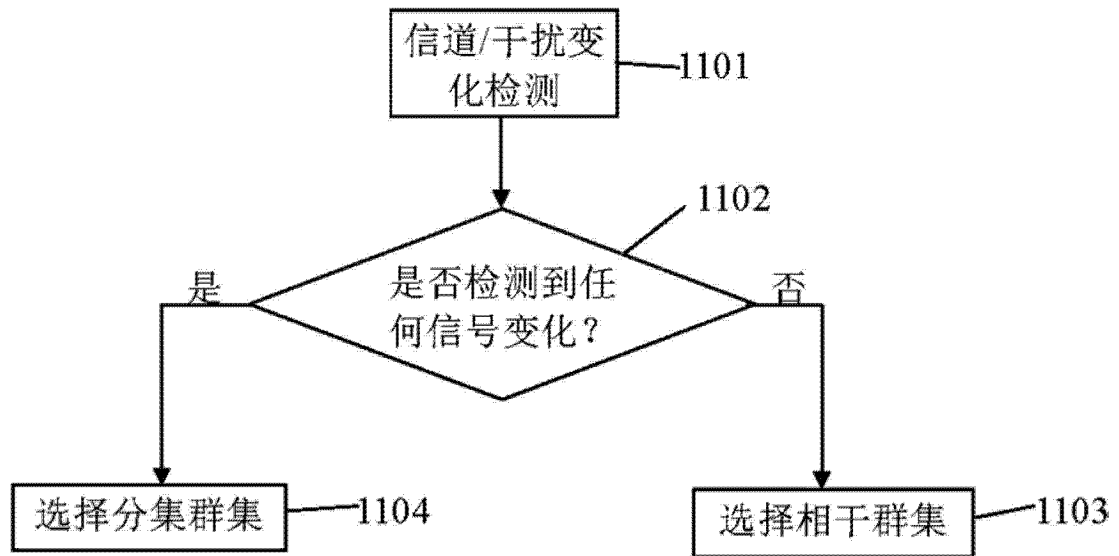 信道/干扰变
化检测
1101
1102
是
是否检测到任
何信号变化？
否
选择分集群集
1104
选择相干群集
1103